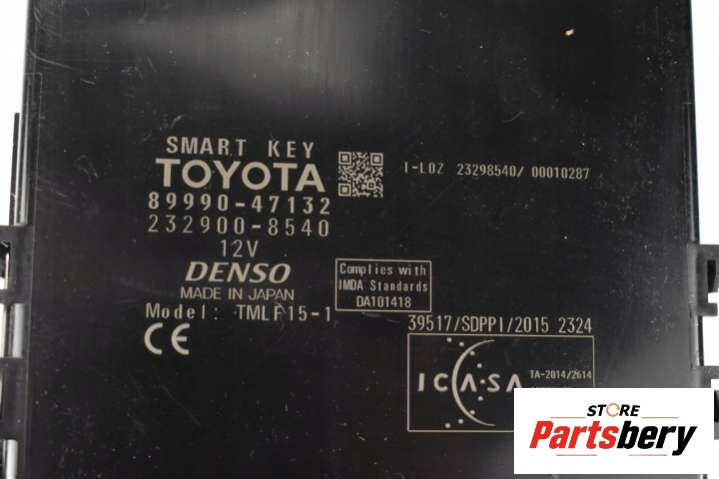 SMART KEY
TOYOTA
89990-47132
232900-8540
12V
DENSO
MADE IN JAPAN
Model: TMLF15-1
CE
I-LOZ 23298540/ 00010287
Complies with
IMDA Standards
DA101418
39517/SDPPI/2015 2324
ICASA
TA-2014/2614
STORE
Partsbery